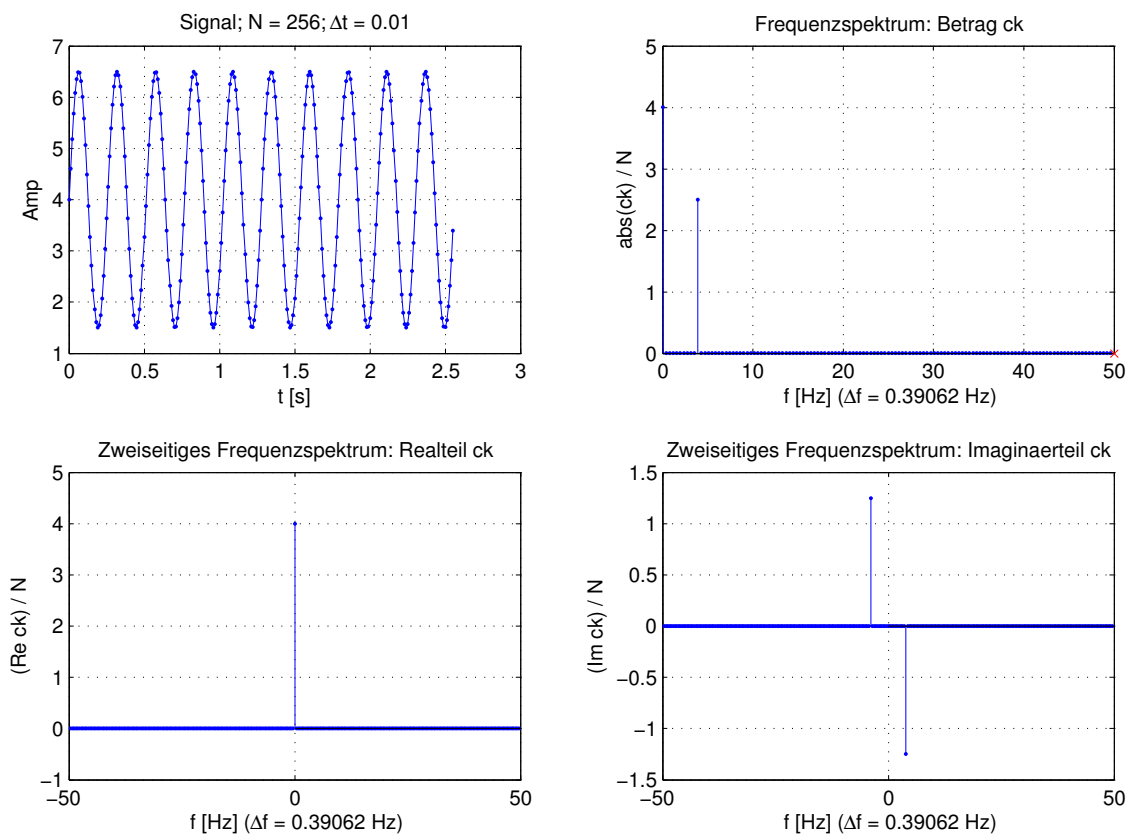 Signal; N = 256; Δt = 0.01
7
6
5
4
3
2
1
Amp
0 0.5 1 1.5 2 2.5 3
t [s]
Frequenzspektrum: Betrag ck
5
4
3
2
1
0
abs(ck) / N
0 10 20 30 40 50
f [Hz] (Δf = 0.39062 Hz)
Zweiseitiges Frequenzspektrum: Realteil ck
5
4
3
2
1
0
−1
(Re ck) / N
−50 0 50
f [Hz] (Δf = 0.39062 Hz)
Zweiseitiges Frequenzspektrum: Imaginaerteil ck
1.5
1
0.5
0
−0.5
−1
−1.5
(Im ck) / N
−50 0 50
f [Hz] (Δf = 0.39062 Hz)